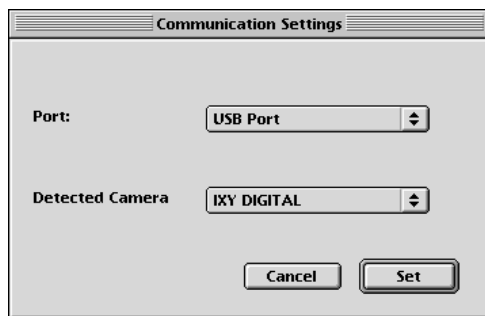 Communication Settings
Port: USB Port
Detected Camera IXY DIGITAL
Cancel Set